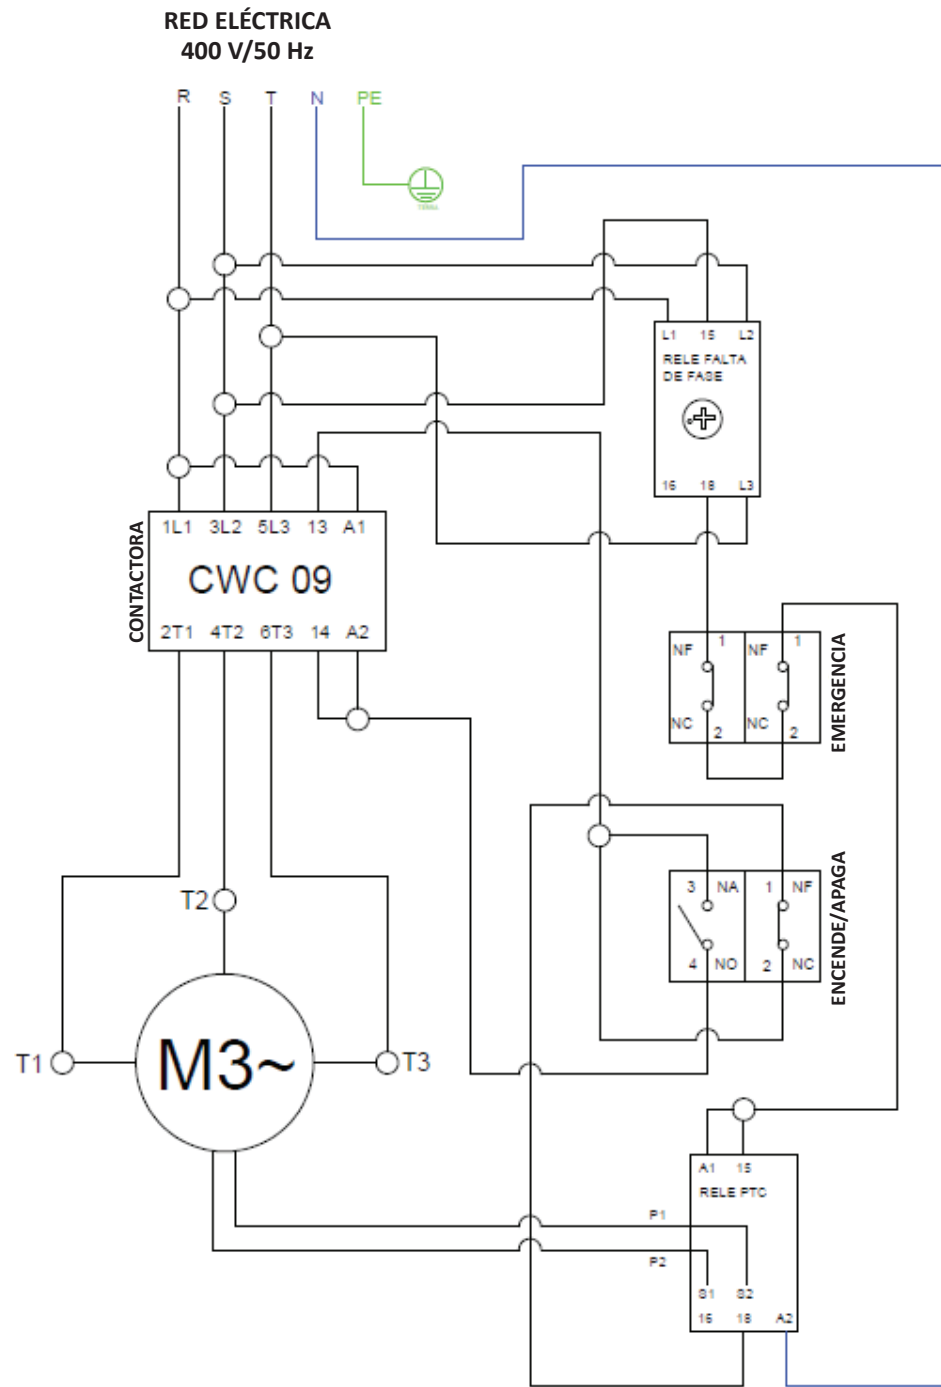 RED ELÉCTRICA
400 V/50 Hz
R S T N PE
TERRA
L1 15 L2
RELE FALTA
DE FASE
16 18 L3
CONTACTORA
1L1 3L2 5L3 13 A1
CWC 09
2T1 4T2 6T3 14 A2
EMERGENCIA
NF 1 NF 1
NC 2 NC 2
ENCENDE/APAGA
3 NA 1 NF
4 NO 2 NC
T2
T1
M3~
T3
A1 15
RELE PTC
P1
P2
S1 S2
16 18 A2